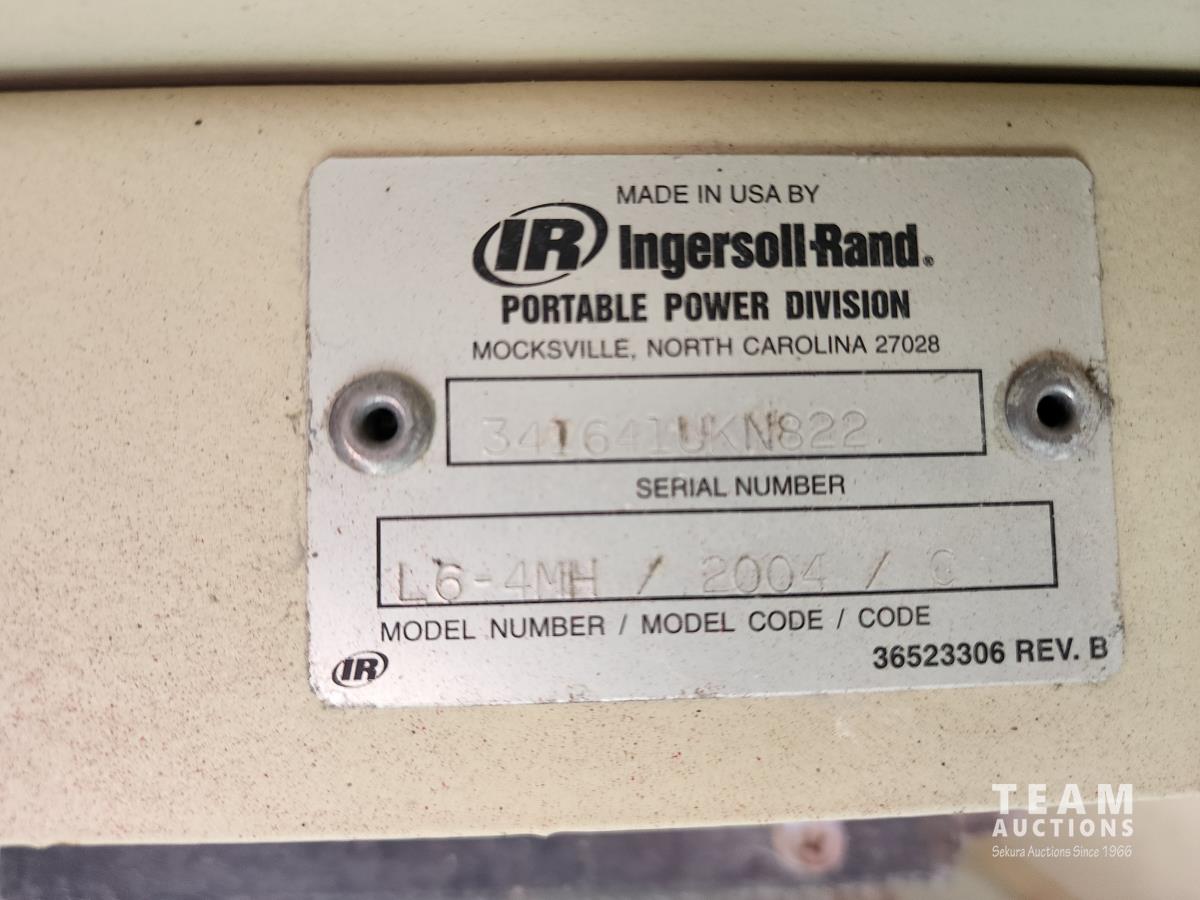 MADE IN USA BY
IR Ingersoll-Rand®
PORTABLE POWER DIVISION
MOCKSVILLE, NORTH CAROLINA 27028
341641UKN822
SERIAL NUMBER
L6-4MH / 2004 / C
MODEL NUMBER / MODEL CODE / CODE
IR
36523306 REV. B
TEAM
AUCTIONS
Sekura Auctions Since 1966